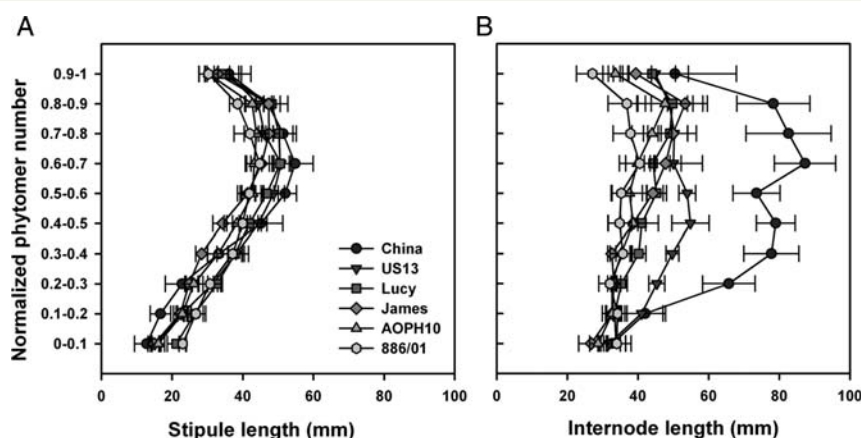 A
B
Normalized phytomer number
0.9-1
0.8-0.9
0.7-0.8
0.6-0.7
0.5-0.6
0.4-0.5
0.3-0.4
0.2-0.3
0.1-0.2
0-0.1
China
US13
Lucy
James
AOPH10
886/01
0 20 40 60 80 100
0 20 40 60 80 100
Stipule length (mm)
Internode length (mm)